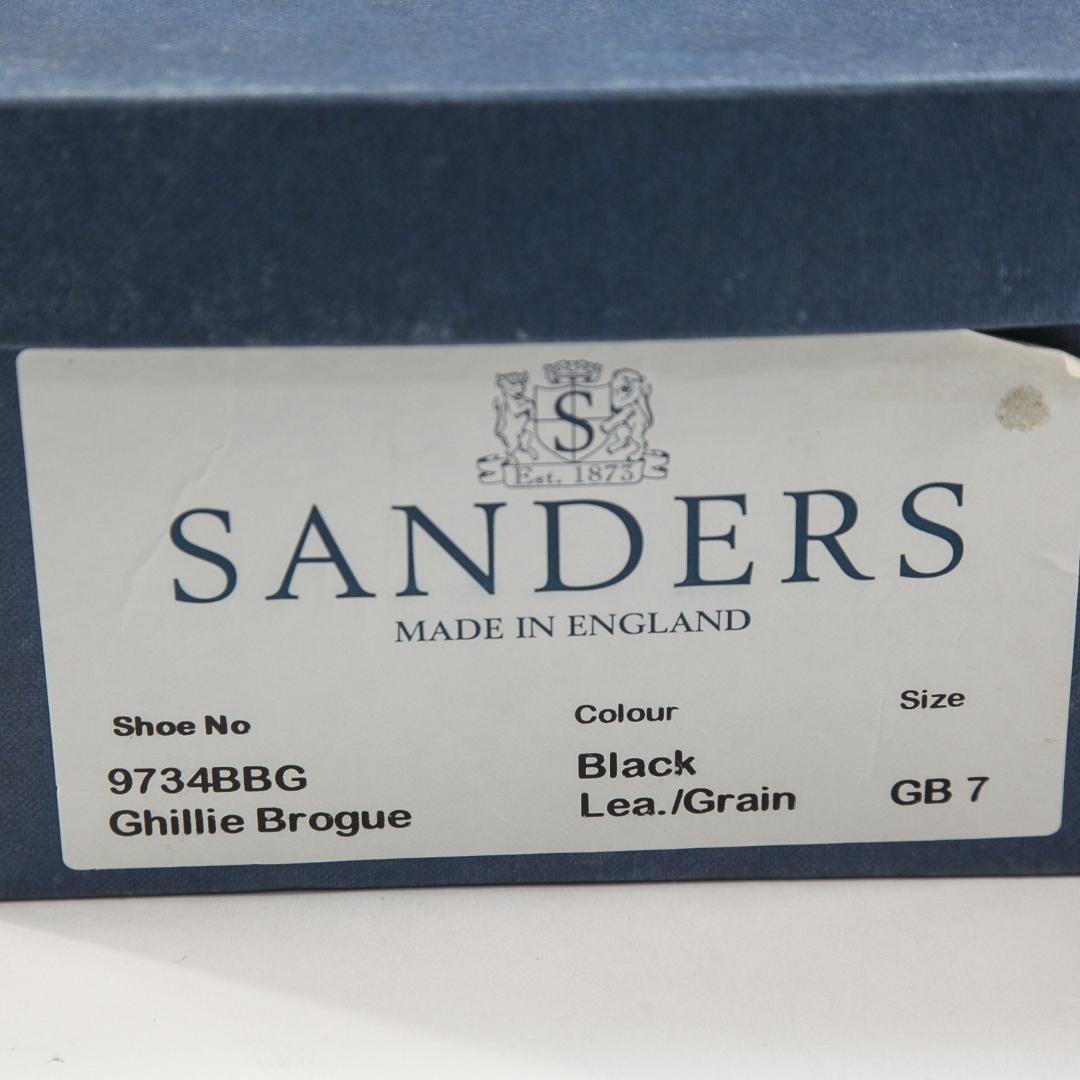 S
Est. 1873
SANDERS
MADE IN ENGLAND
Shoe No
9734BBG
Ghillie Brogue
Colour
Black
Lea./Grain
Size
GB 7